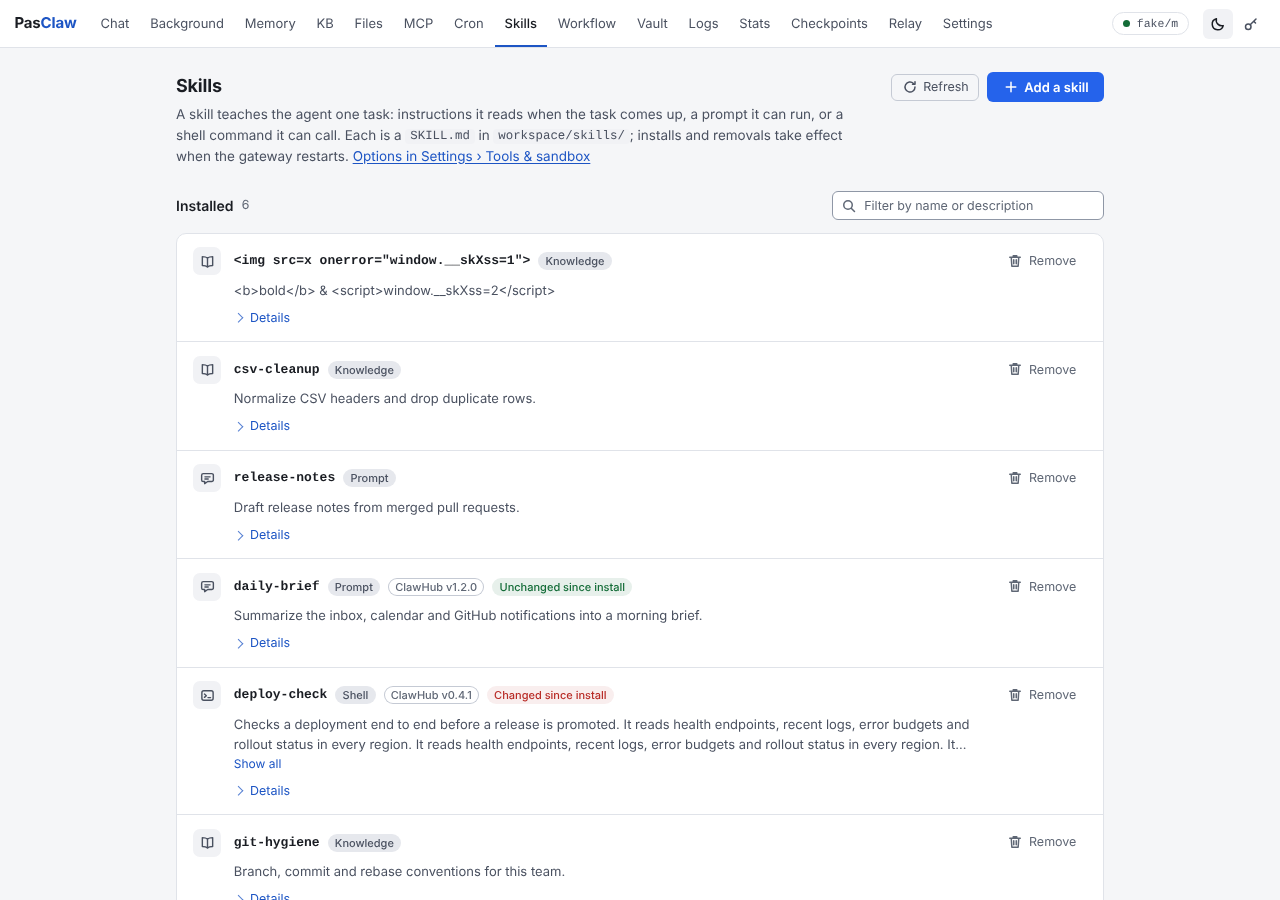 PasClaw Chat Background Memory KB Files MCP Cron Skills Workflow Vault Logs Stats Checkpoints Relay Settings fake/m
Skills Refresh Add a skill
A skill teaches the agent one task: instructions it reads when the task comes up, a prompt it can run, or a
shell command it can call. Each is a SKILL.md in workspace/skills/ ; installs and removals take effect
when the gateway restarts. Options in Settings › Tools & sandbox
Installed 6 Filter by name or description
<img src=x onerror="window.__skXss=1"> Knowledge Remove
<b>bold</b> & <script>window.__skXss=2</script>
Details
csv-cleanup Knowledge Remove
Normalize CSV headers and drop duplicate rows.
Details
release-notes Prompt Remove
Draft release notes from merged pull requests.
Details
daily-brief Prompt ClawHub v1.2.0 Unchanged since install Remove
Summarize the inbox, calendar and GitHub notifications into a morning brief.
Details
deploy-check Shell ClawHub v0.4.1 Changed since install Remove
Checks a deployment end to end before a release is promoted. It reads health endpoints, recent logs, error budgets and
rollout status in every region. It reads health endpoints, recent logs, error budgets and rollout status in every region. It...
Show all
Details
git-hygiene Knowledge Remove
Branch, commit and rebase conventions for this team.
Details